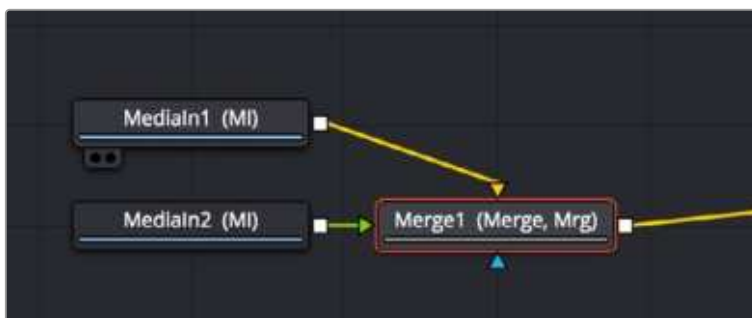 MediaIn1 (MI)
MediaIn2 (MI)
Merge1 (Merge, Mrg)